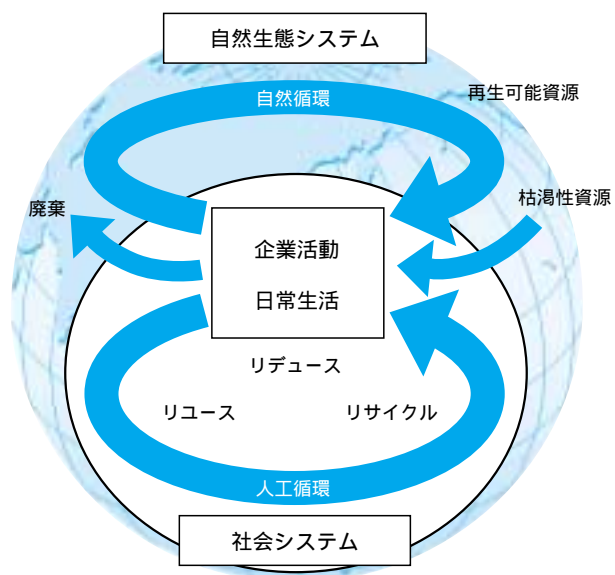 自然生態システム
自然循環
再生可能資源
枯渇性資源
廃棄
企業活動
日常生活
リデュース
リユース
リサイクル
人工循環
社会システム